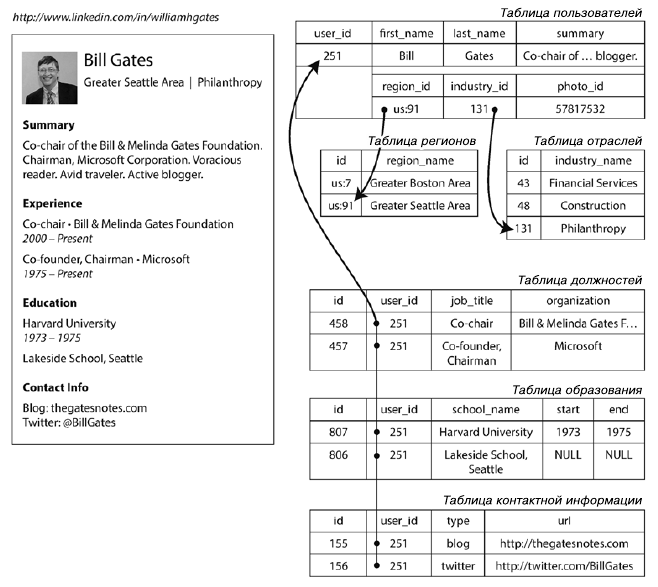 http://www.linkedin.com/in/williamhgates
Bill Gates
Greater Seattle Area | Philanthropy
Summary
Co-chair of the Bill & Melinda Gates Foundation.
Chairman, Microsoft Corporation. Voracious
reader. Avid traveler. Active blogger.
Experience
Co-chair • Bill & Melinda Gates Foundation
2000 – Present
Co-founder, Chairman • Microsoft
1975 – Present
Education
Harvard University
1973 – 1975
Lakeside School, Seattle
Contact Info
Blog: thegatesnotes.com
Twitter: @BillGates
Таблица пользователей
user_id first_name last_name summary
251 Bill Gates Co-chair of … blogger.
region_id industry_id photo_id
us:91 131 57817532
Таблица регионов
id region_name
us:7 Greater Boston Area
us:91 Greater Seattle Area
Таблица отраслей
id industry_name
43 Financial Services
48 Construction
131 Philanthropy
Таблица должностей
id user_id job_title organization
458 251 Co-chair Bill & Melinda Gates F…
457 251 Co-founder, Microsoft
Chairman
Таблица образования
id user_id school_name start end
807 251 Harvard University 1973 1975
806 251 Lakeside School, NULL NULL
Seattle
Таблица контактной информации
id user_id type url
155 251 blog http://thegatesnotes.com
156 251 twitter http://twitter.com/BillGates